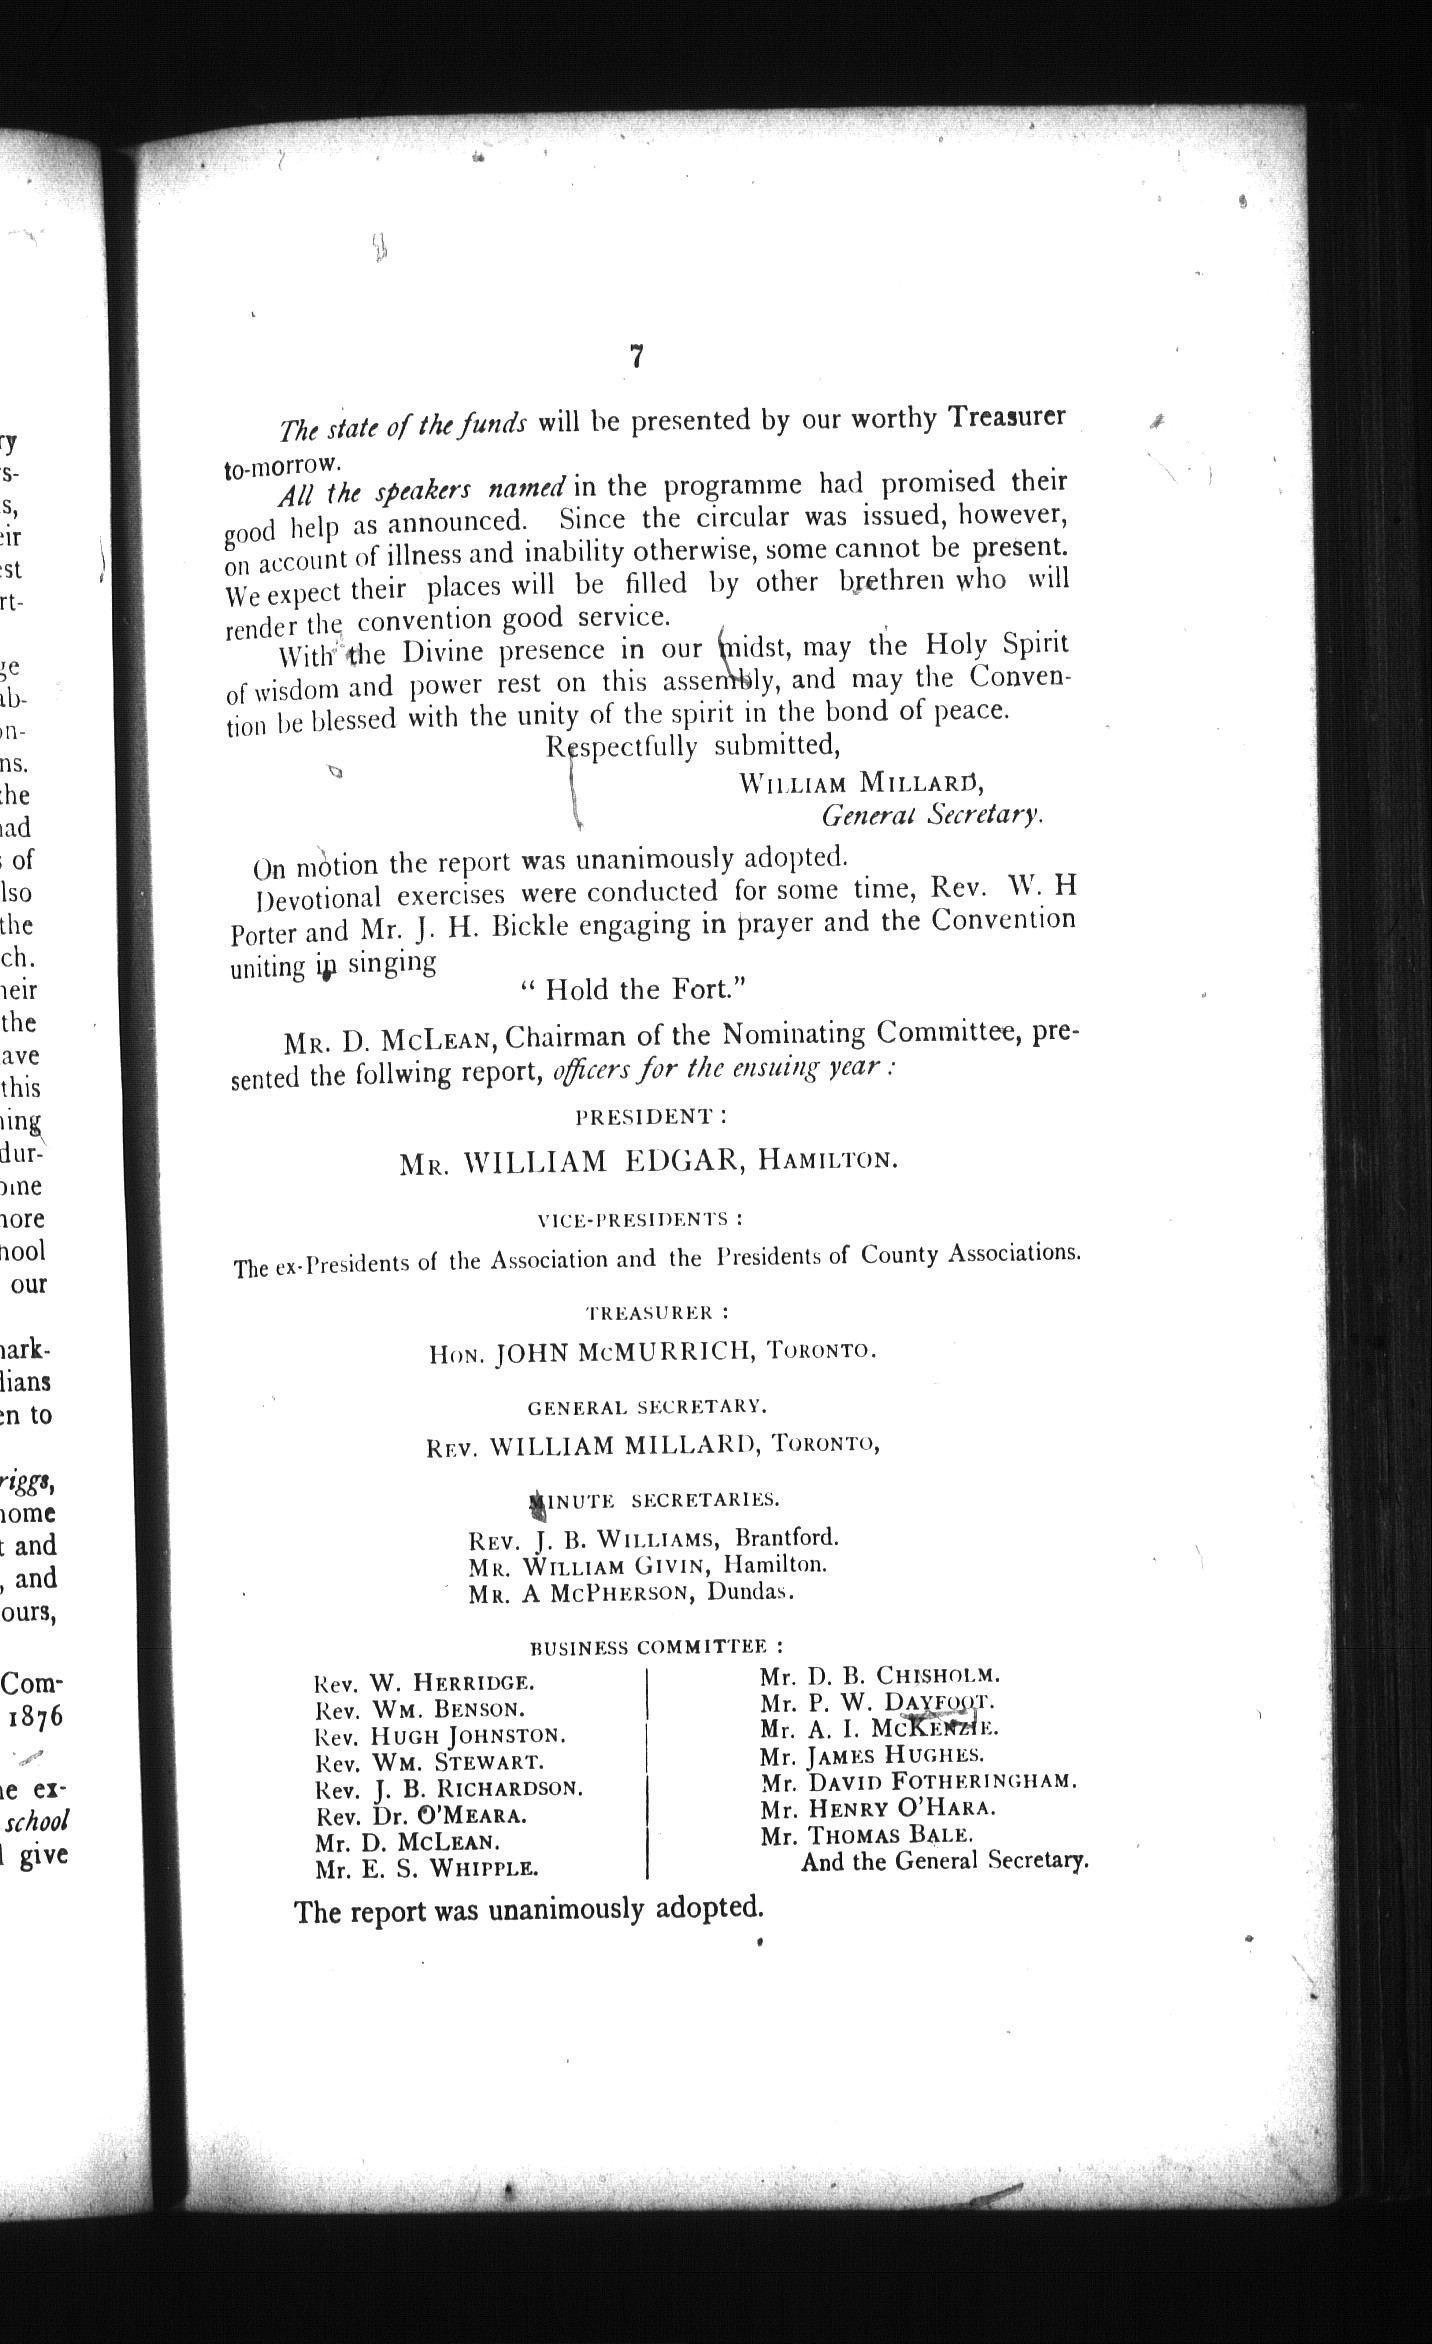 7
The state of the funds will be presented by our worthy Treasurer
to-morrow.
All the speakers named in the programme had promised their
good help as announced. Since the circular was issued, however,
on account of illness and inability otherwise, some cannot be present.
We expect their places will be filled by other brethren who will
render the convention good service.
With the Divine presence in our midst, may the Holy Spirit
of wisdom and power rest on this assembly, and may the Conven-
tion be blessed with the unity of the spirit in the bond of peace.
Respectfully submitted,
WILLIAM MILLARD,
General Secretary.
On motion the report was unanimously adopted.
Devotional exercises were conducted for some time, Rev. W. H
Porter and Mr. J. H. Bickle engaging in prayer and the Convention
uniting in singing
“ Hold the Fort.”
MR. D. MCLEAN, Chairman of the Nominating Committee, pre-
sented the follwing report, officers for the ensuing year :
PRESIDENT :
MR. WILLIAM EDGAR, HAMILTON.
VICE-PRESIDENTS :
The ex-Presidents of the Association and the Presidents of County Associations.
TREASURER :
HON. JOHN MCMURRICH, TORONTO.
GENERAL SECRETARY.
REV. WILLIAM MILLARD, TORONTO,
MINUTE SECRETARIES.
REV. J. B. WILLIAMS, Brantford.
MR. WILLIAM GIVIN, Hamilton.
MR. A MCPHERSON, Dundas.
BUSINESS COMMITTEE :
Rev. W. HERRIDGE.
Rev. WM. BENSON.
Rev. HUGH JOHNSTON.
Rev. WM. STEWART.
Rev. J. B. RICHARDSON.
Rev. Dr. O'MEARA.
Mr. D. MCLEAN.
Mr. E. S. WHIPPLE.
Mr. D. B. CHISHOLM.
Mr. P. W. DAYFOOT.
Mr. A. I. MCKENZIE.
Mr. JAMES HUGHES.
Mr. DAVID FOTHERINGHAM.
Mr. HENRY O'HARA.
Mr. THOMAS BALE.
And the General Secretary.
The report was unanimously adopted.